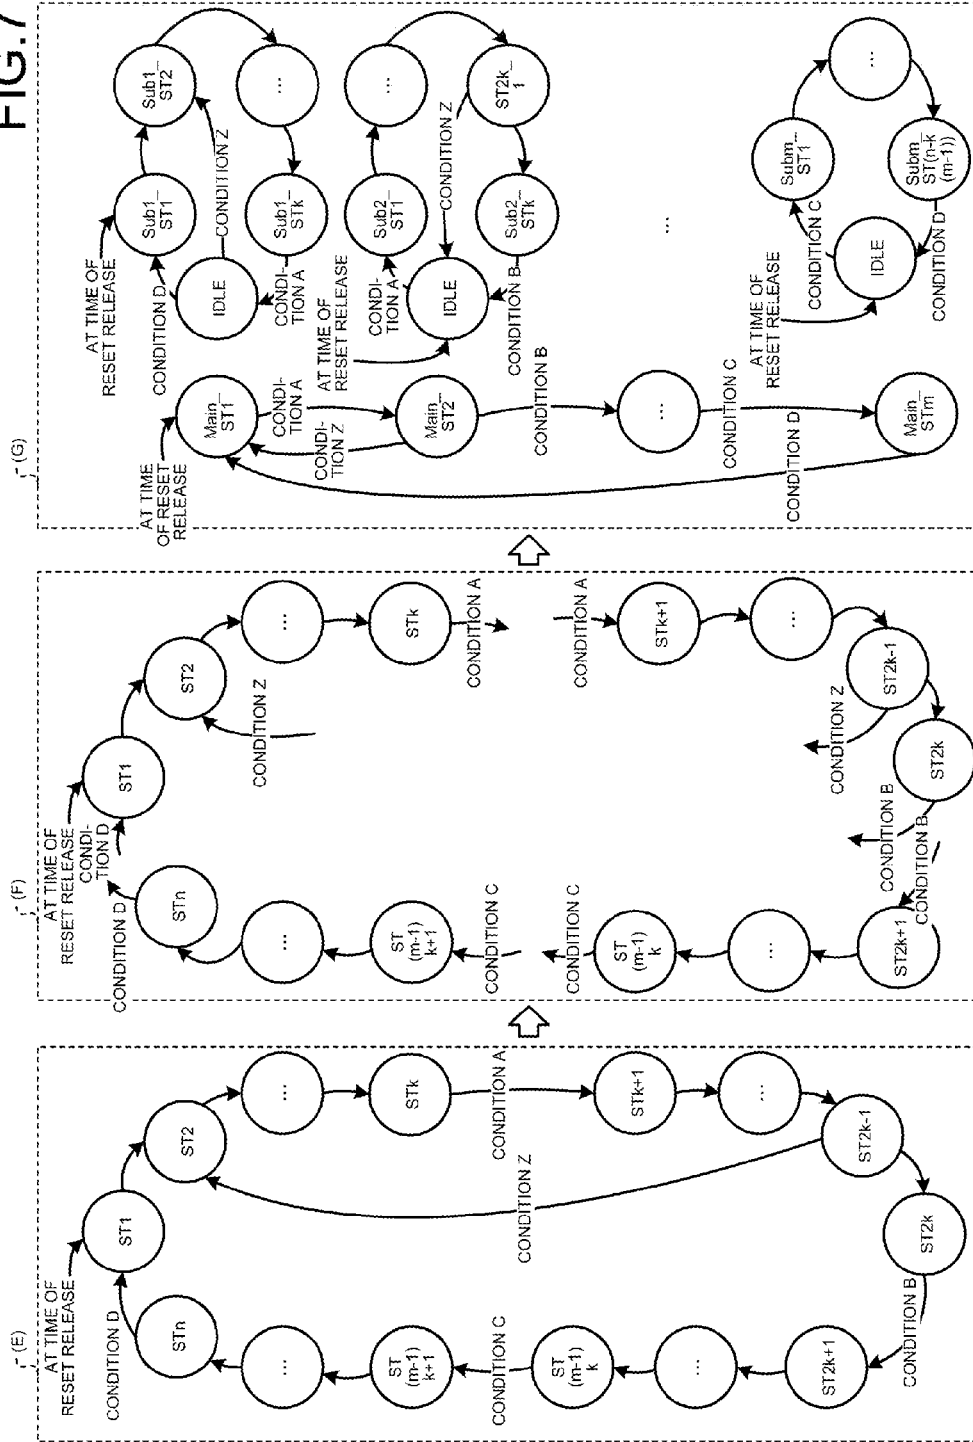 FIG.7
(E)
AT TIME OF
RESET RELEASE
CONDITION D
ST1
ST2
...
STk
CONDITION A
STk+1
...
ST2k-1
CONDITION Z
ST2k
CONDITION B
ST2k+1
...
ST
(m-1)
k
CONDITION C
ST
(m-1)
k+1
...
STn
(F)
AT TIME OF
RESET RELEASE
CONDI-
TION D
CONDITION D
ST1
ST2
CONDITION Z
...
STk
CONDITION A
CONDITION A
STk+1
...
ST2k-1
CONDITION Z
ST2k
CONDITION B
CONDITION B
ST2k+1
...
ST
(m-1)
k
CONDITION C
CONDITION C
ST
(m-1)
k+1
...
STn
(G)
AT TIME
OF RESET
RELEASE
Main_
ST1
CONDI-
TION A
CONDI-
TION Z
Main_
ST2
CONDITION B
...
CONDITION C
CONDITION D
Main_
STm
AT TIME OF
RESET RELEASE
CONDITION D
IDLE
Sub1_
ST1
Sub1_
ST2
CONDITION Z
...
Sub1_
STk
CONDI-
TION A
AT TIME OF
RESET RELEASE
CONDI-
TION A
IDLE
Sub2_
ST1
...
ST2k_
1
CONDITION Z
Sub2_
STk
CONDITION B
...
AT TIME OF
RESET RELEASE
CONDITION C
IDLE
Subm_
ST1
...
Subm_
ST(n-k
(m-1))
CONDITION D